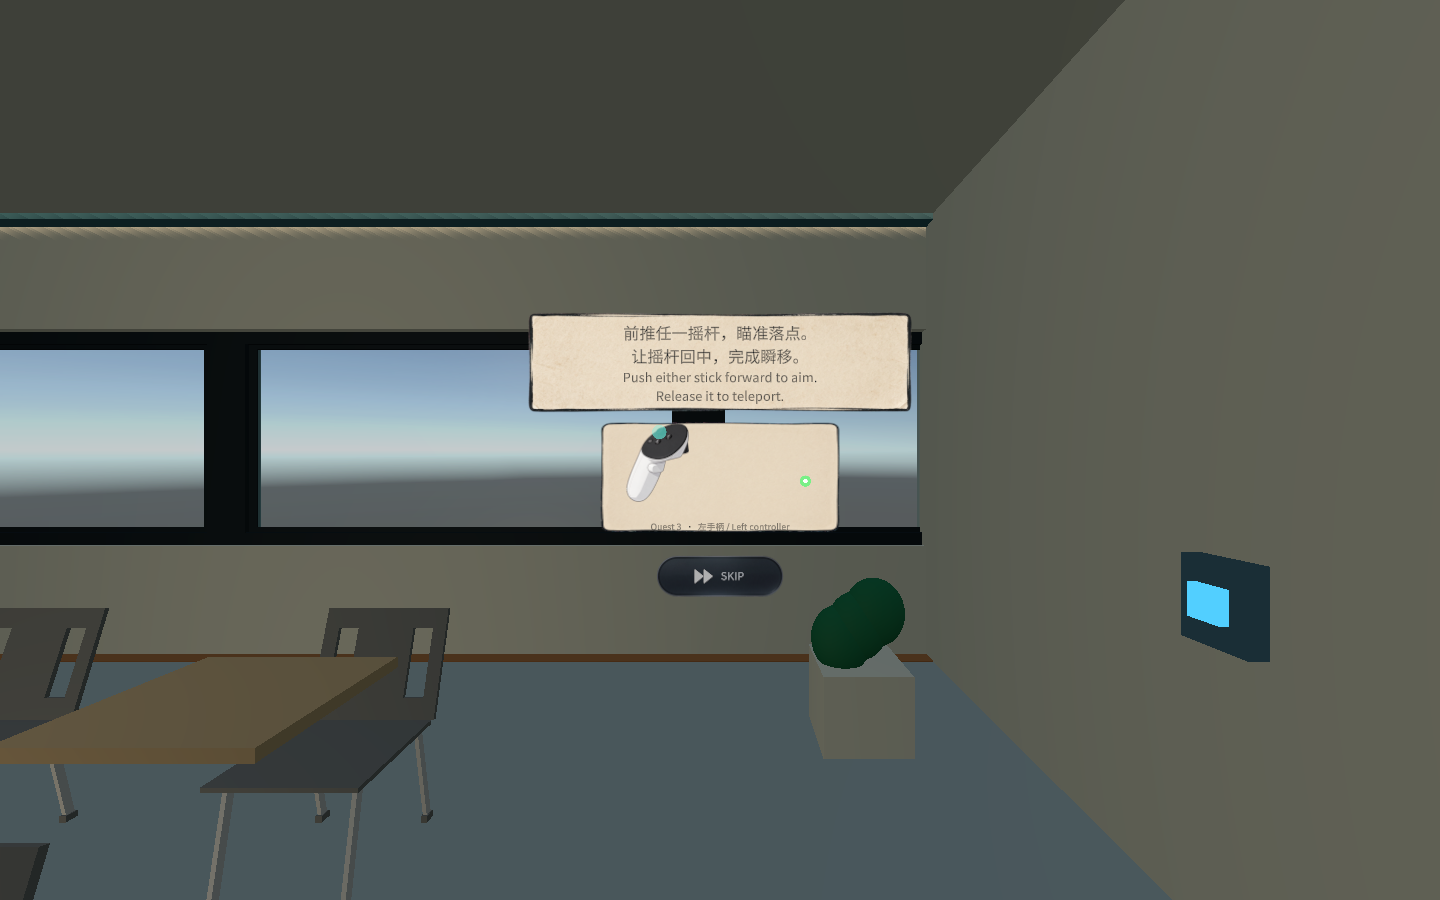 前推任一摇杆，瞄准落点。
让摇杆回中，完成瞬移。
Push either stick forward to aim.
Release it to teleport.
Quest 3 · 左手柄 / Left controller
SKIP